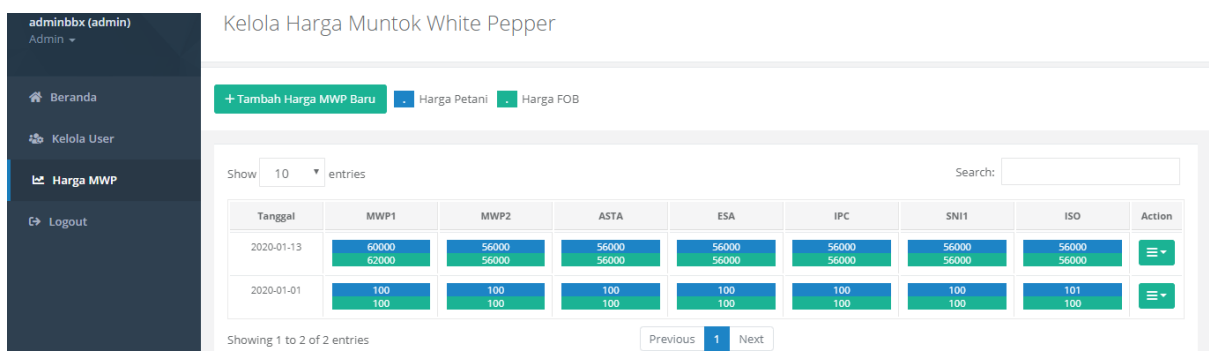 adminbbx (admin)
Admin
Beranda
Kelola User
Harga MWP
Logout
Kelola Harga Muntok White Pepper
+ Tambah Harga MWP Baru . Harga Petani . Harga FOB
Show 10 entries Search:
Tanggal MWP1 MWP2 ASTA ESA IPC SNI1 ISO Action
2020-01-13 60000 56000 56000 56000 56000 56000 56000
62000 56000 56000 56000 56000 56000 56000
2020-01-01 100 100 100 100 100 100 101
100 100 100 100 100 100 100
Showing 1 to 2 of 2 entries Previous 1 Next